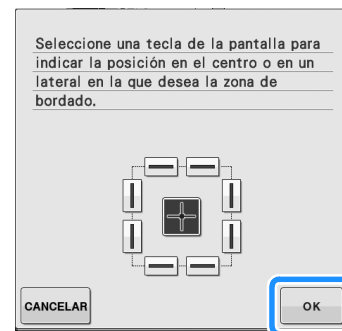 Seleccione una tecla de la pantalla para
indicar la posición en el centro o en un
lateral en la que desea la zona de
bordado.
CANCELAR
OK